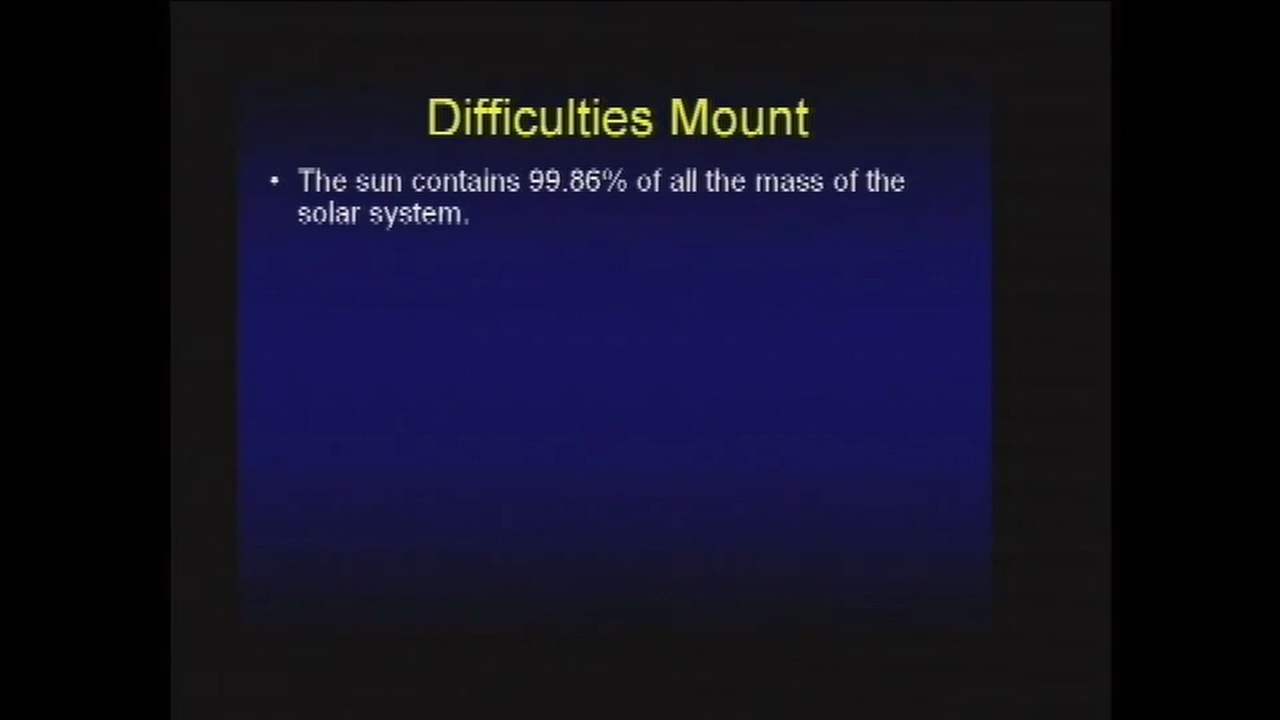 Difficulties Mount
• The sun contains 99.86% of all the mass of the
solar system.